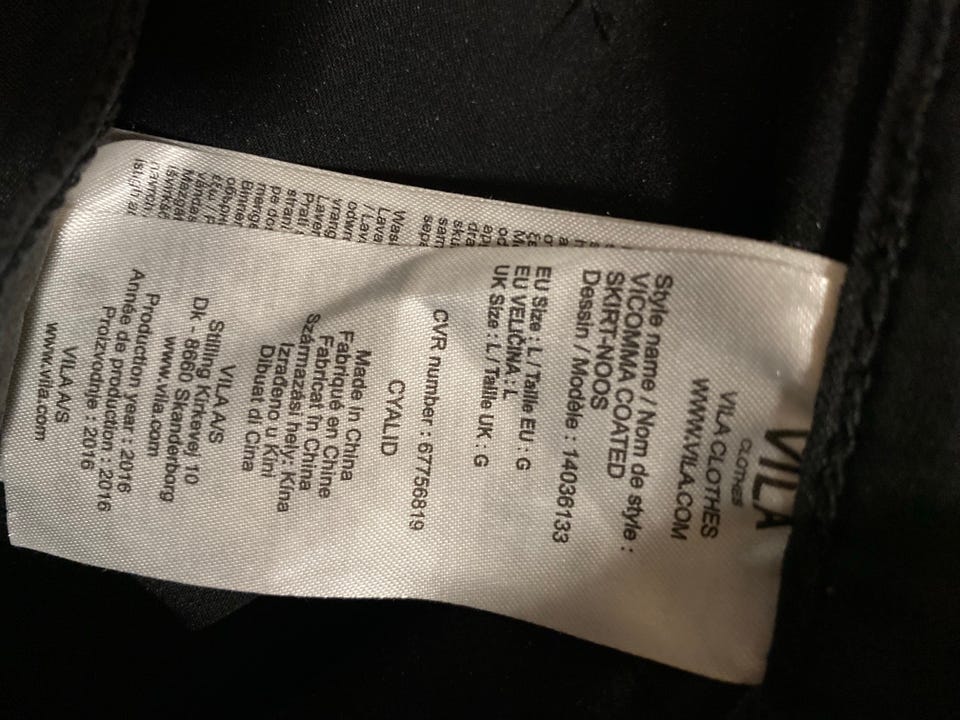 VILA
CLOTHES
VILA CLOTHES
WWW.VILA.COM
Style name / Nom de style :
VICOMMA COATED
SKIRT-NOOS
Dessin / Modèle : 14036133
EU Size : L / Taille EU : G
EU VELIČINA : L
UK Size : L / Taille UK : G
CVR number : 67756819
CYALID
Made in China
Fabriqué en Chine
Fabricat în China
Származási hely: Kína
Izrađeno u Kini
Dibuat di Cina
VILA A/S
Stilling Kirkevej 10
Dk - 8660 Skanderborg
www.vila.com
Production year : 2016
Année de production : 2016
Proizvodnje : 2016
VILA A/S
www.vila.com